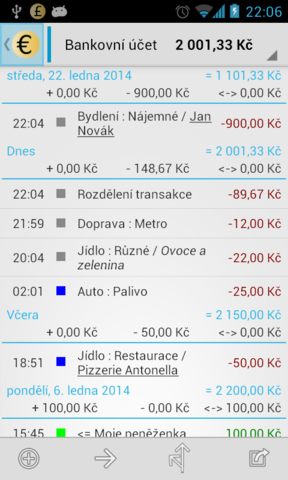 22:06
€ Bankovní účet 2 001,33 Kč
středa, 22. ledna 2014 = 1 101,33 Kč
+ 0,00 Kč - 900,00 Kč <-> 0,00 Kč
22:04 Bydlení : Nájemné / Jan
Novák -900,00 Kč
Dnes = 2 001,33 Kč
+ 0,00 Kč - 148,67 Kč <-> 0,00 Kč
22:04 Rozdělení transakce -89,67 Kč
21:59 Doprava : Metro -12,00 Kč
20:04 Jídlo : Různé / Ovoce a
zelenina -22,00 Kč
02:01 Auto : Palivo -25,00 Kč
Včera = 2 150,00 Kč
+ 0,00 Kč - 50,00 Kč <-> 0,00 Kč
18:51 Jídlo : Restaurace /
Pizzerie Antonella -50,00 Kč
pondělí, 6. ledna 2014 = 2 200,00 Kč
+ 100,00 Kč - 0,00 Kč <-> 100,00 Kč
15:45 <= Moje peněženka 100,00 Kč